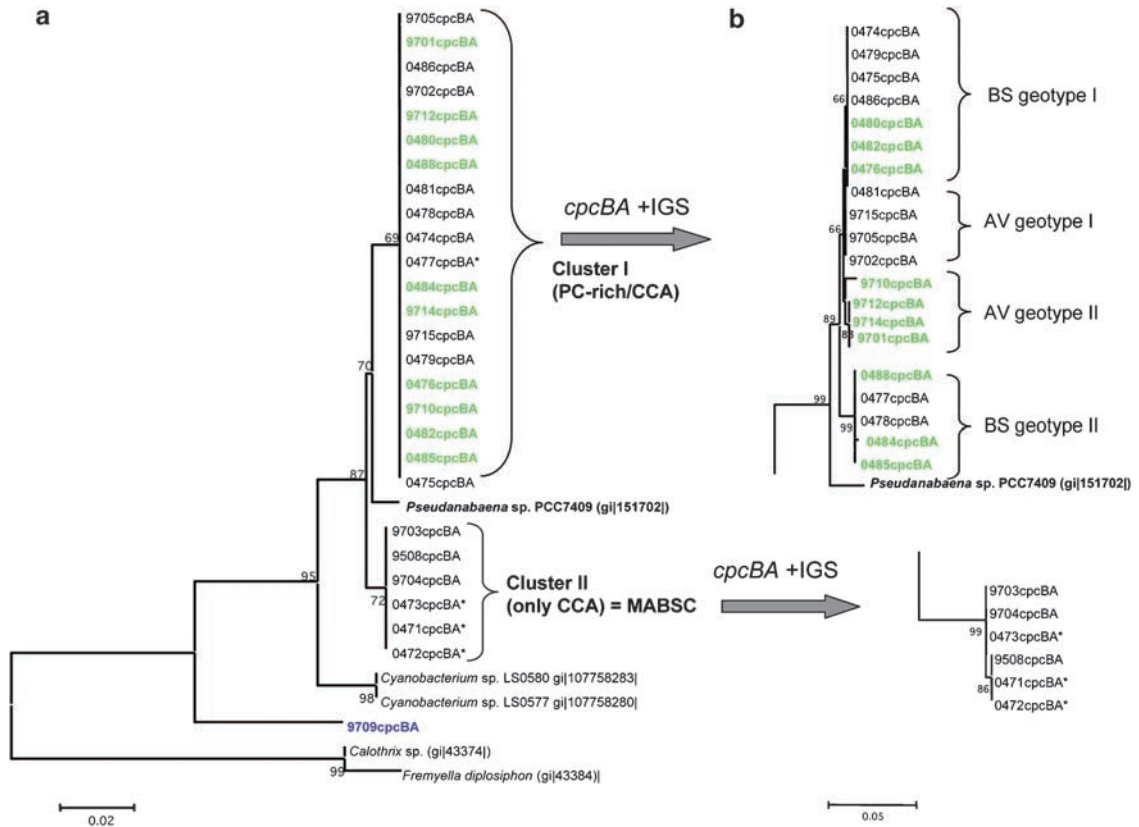 a
9705cpcBA
9701cpcBA
0486cpcBA
9702cpcBA
9712cpcBA
0480cpcBA
0488cpcBA
0481cpcBA
0478cpcBA
0474cpcBA
0477cpcBA*
0484cpcBA
9714cpcBA
9715cpcBA
0479cpcBA
0476cpcBA
9710cpcBA
0482cpcBA
0485cpcBA
0475cpcBA
Pseudanabaena sp. PCC7409 (gi|151702|)
9703cpcBA
9508cpcBA
9704cpcBA
0473cpcBA*
0471cpcBA*
0472cpcBA*
Cyanobacterium sp. LS0580 gi|107758283|
Cyanobacterium sp. LS0577 gi|107758280|
9709cpcBA
Calothrix sp. (gi|43374|)
Fremyella diplosiphon (gi|43384)|
69
70
87
95
72
98
99
0.02
cpcBA +IGS
Cluster I
(PC-rich/CCA)
Cluster II
(only CCA) = MABSC
cpcBA +IGS
b
0474cpcBA
0479cpcBA
0475cpcBA
0486cpcBA
0480cpcBA
0482cpcBA
0476cpcBA
0481cpcBA
9715cpcBA
9705cpcBA
9702cpcBA
9710cpcBA
9712cpcBA
9714cpcBA
9701cpcBA
0488cpcBA
0477cpcBA
0478cpcBA
0484cpcBA
0485cpcBA
Pseudanabaena sp. PCC7409 (gi|151702|)
66
66
89
83
99
99
BS geotype I
AV geotype I
AV geotype II
BS geotype II
9703cpcBA
9704cpcBA
0473cpcBA*
9508cpcBA
0471cpcBA*
0472cpcBA*
99
86
0.05